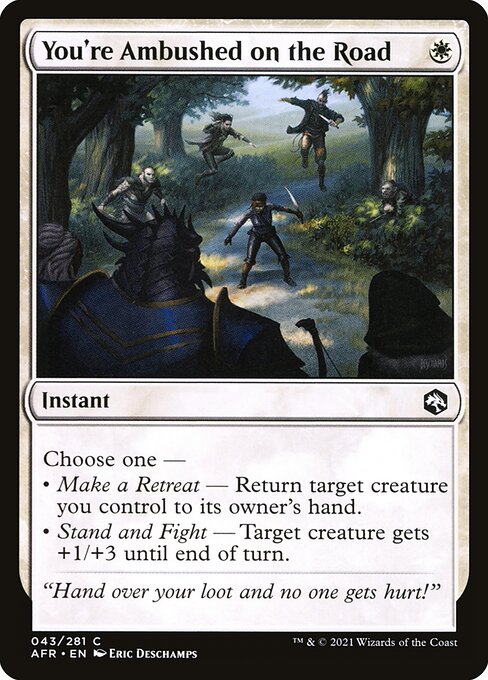 You're Ambushed on the Road
DESCHAMPS
Instant
Choose one —
• Make a Retreat — Return target creature
you control to its owner's hand.
• Stand and Fight — Target creature gets
+1/+3 until end of turn.
"Hand over your loot and no one gets hurt!"
043/281 C
AFR • EN Eric Deschamps
™ & © 2021 Wizards of the Coast